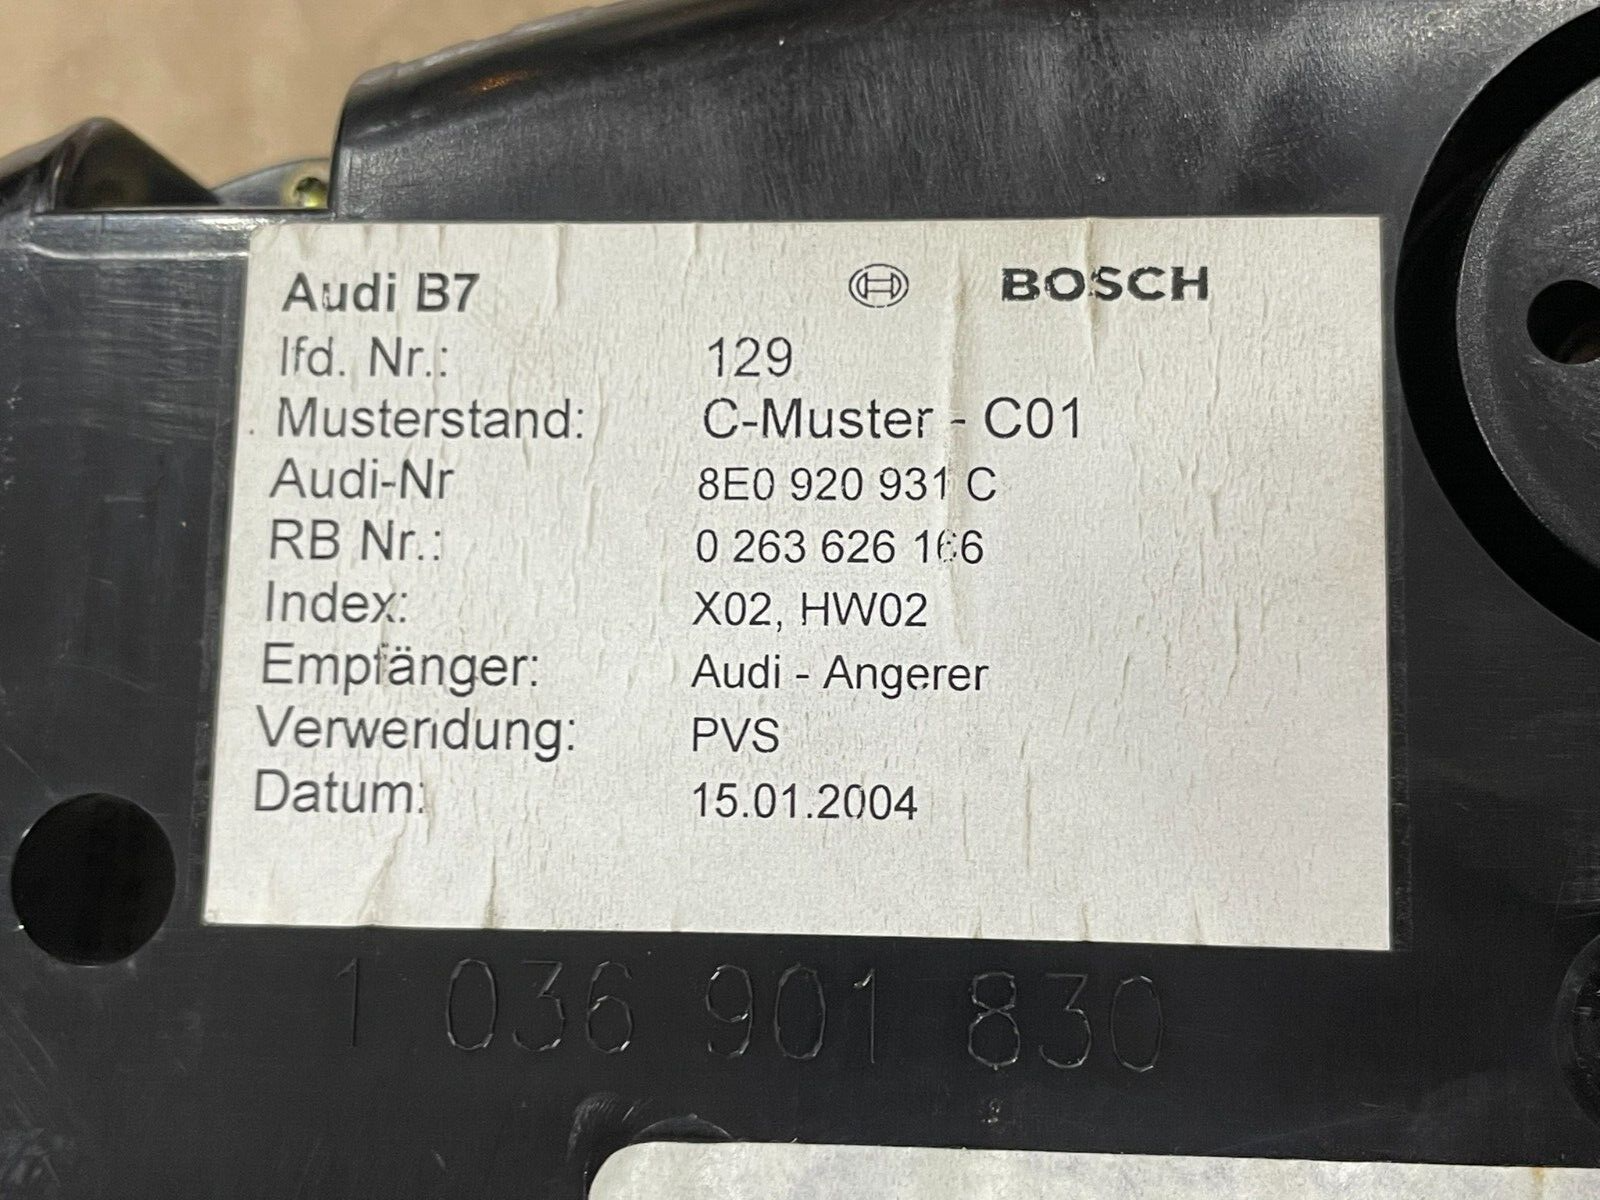 Audi B7 BOSCH
lfd. Nr.: 129
Musterstand: C-Muster - C01
Audi-Nr 8E0 920 931 C
RB Nr.: 0 263 626 166
Index: X02, HW02
Empfänger: Audi - Angerer
Verwendung: PVS
Datum: 15.01.2004
1 036 901 830